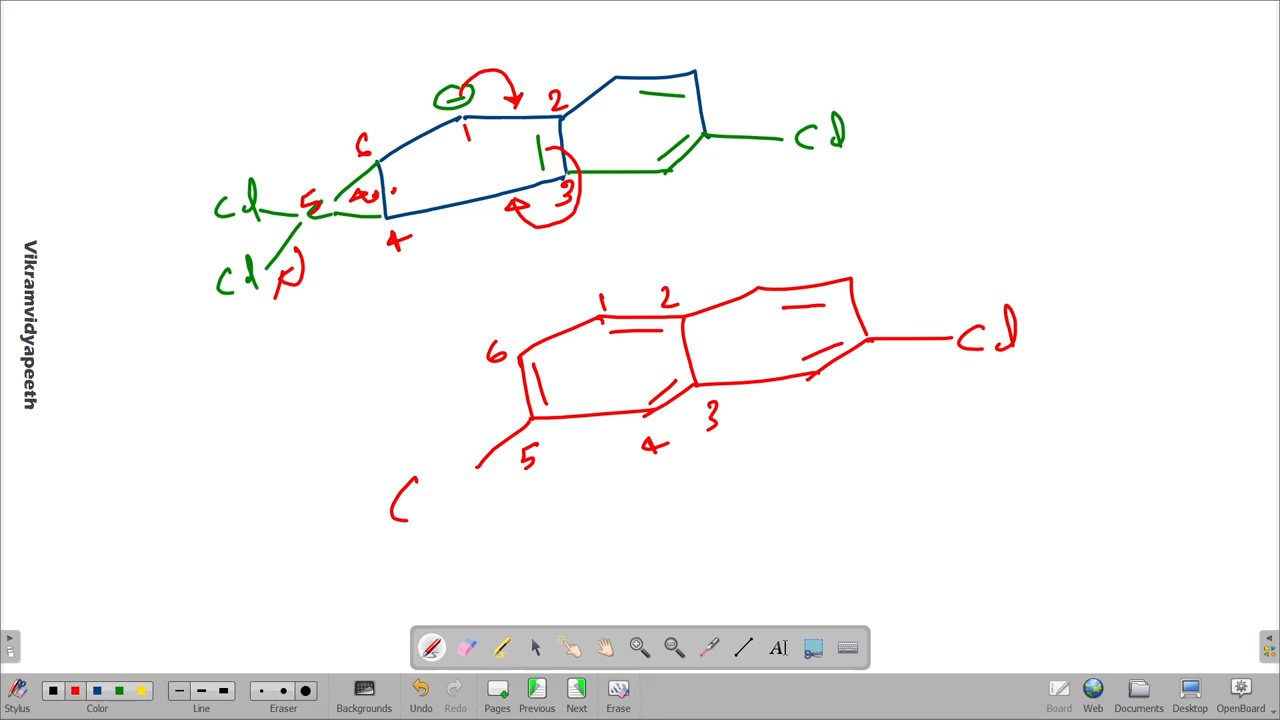 2
1
6
Cl
Cl
5
3
4
Cl
1
2
6
Cl
3
4
5
C
Vikramvidyapeeth
Stylus
Color
Line
Eraser
Backgrounds
Undo
Redo
Pages
Previous
Next
Erase
Board
Web
Documents
Desktop
OpenBoard